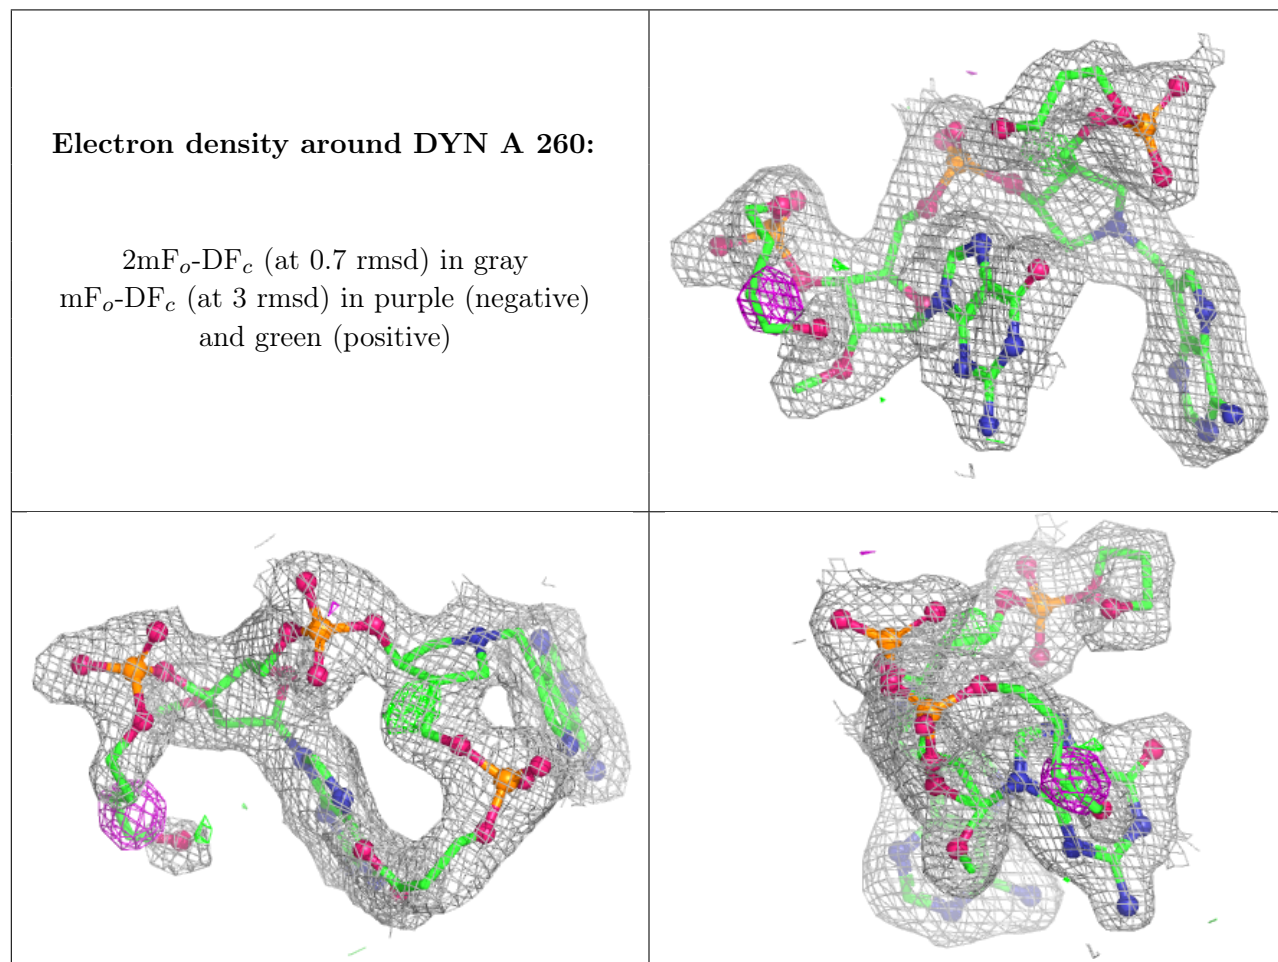 Electron density around DYN A 260:
2mFo-DFc (at 0.7 rmsd) in gray
mFo-DFc (at 3 rmsd) in purple (negative)
and green (positive)